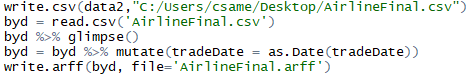 write.csv(data2,"C:/Users/csame/Desktop/AirlineFinal.csv")
byd = read.csv('AirlineFinal.csv')
byd %>% glimpse()
byd = byd %>% mutate(tradeDate = as.Date(tradeDate))
write.arff(byd, file='AirlineFinal.arff')